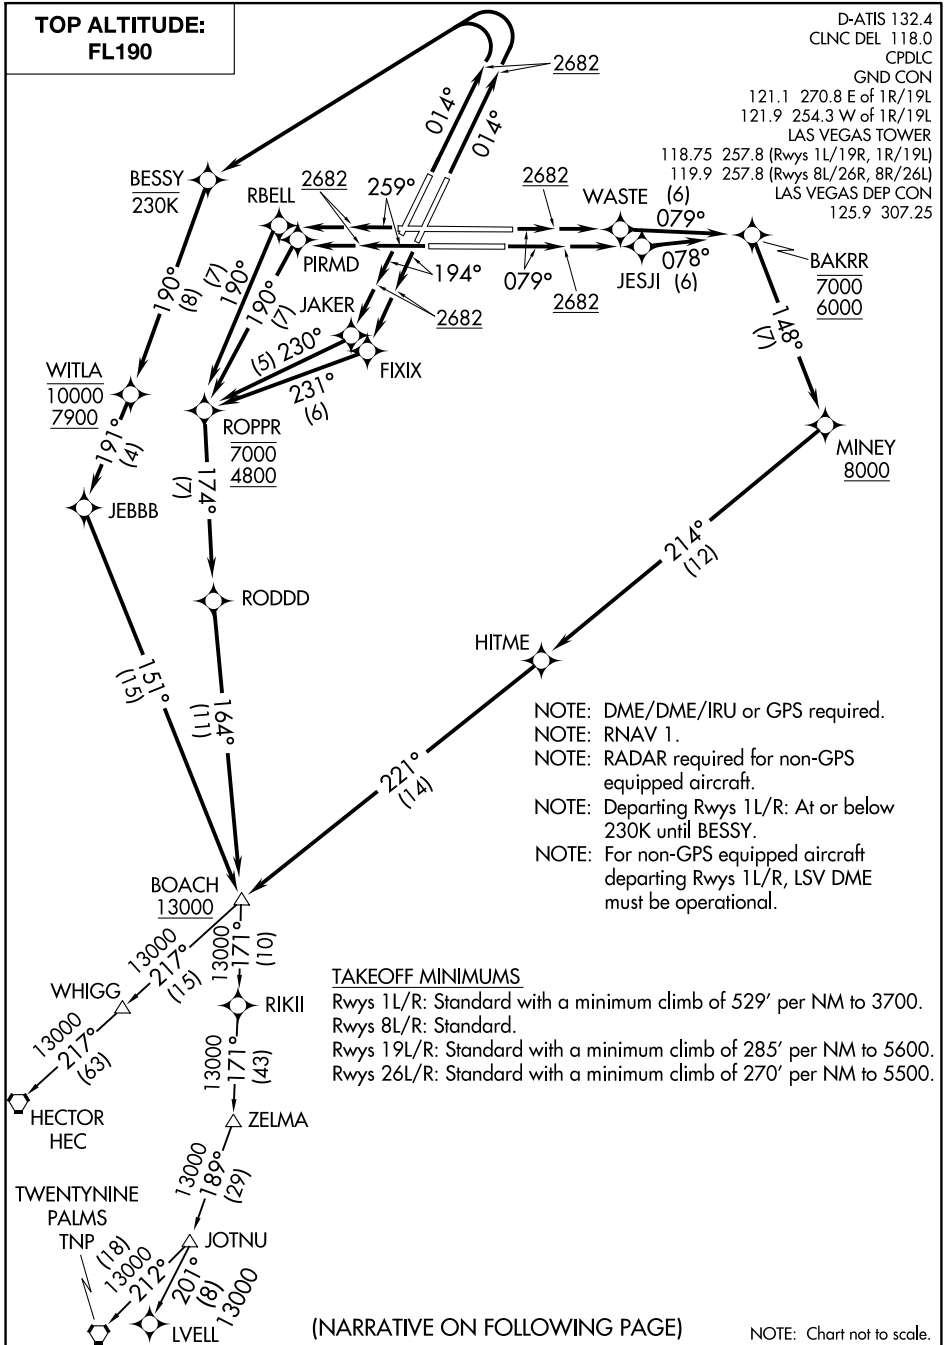 TOP ALTITUDE:
FL190
D-ATIS 132.4
CLNC DEL 118.0
CPDLC
GND CON
121.1 270.8 E of 1R/19L
121.9 254.3 W of 1R/19L
LAS VEGAS TOWER
118.75 257.8 (Rwys 1L/19R, 1R/19L)
119.9 257.8 (Rwys 8L/26R, 8R/26L)
LAS VEGAS DEP CON
125.9 307.25
2682
014°
014°
BESSY
230K
RBELL
2682
259°
2682
WASTE
(6)
079°
PIRMD
194°
079°
2682
JESJI
078°
(6)
BAKRR
7000
6000
190°
(8)
(7)
190°
190°
(7)
JAKER
2682
(5) 230°
FIXIX
231°
(6)
148°
(7)
WITLA
10000
7900
191°
(4)
ROPPR
7000
4800
MINEY
8000
JEBBB
174°
(7)
214°
(12)
RODDD
HITME
151°
(15)
164°
(11)
221°
(14)
NOTE: DME/DME/IRU or GPS required.
NOTE: RNAV 1.
NOTE: RADAR required for non-GPS
equipped aircraft.
NOTE: Departing Rwys 1L/R: At or below
230K until BESSY.
NOTE: For non-GPS equipped aircraft
departing Rwys 1L/R, LSV DME
must be operational.
BOACH
13000
13000
217°
(15)
13000
171°
(10)
WHIGG
RIKII
TAKEOFF MINIMUMS
Rwys 1L/R: Standard with a minimum climb of 529' per NM to 3700.
Rwys 8L/R: Standard.
Rwys 19L/R: Standard with a minimum climb of 285' per NM to 5600.
Rwys 26L/R: Standard with a minimum climb of 270' per NM to 5500.
13000
217°
(63)
13000
171°
(43)
HECTOR
HEC
ZELMA
13000
189°
(29)
TWENTYNINE
PALMS
TNP
JOTNU
(18)
13000
212°
201°
(8)
13000
LVELL
(NARRATIVE ON FOLLOWING PAGE)
NOTE: Chart not to scale.